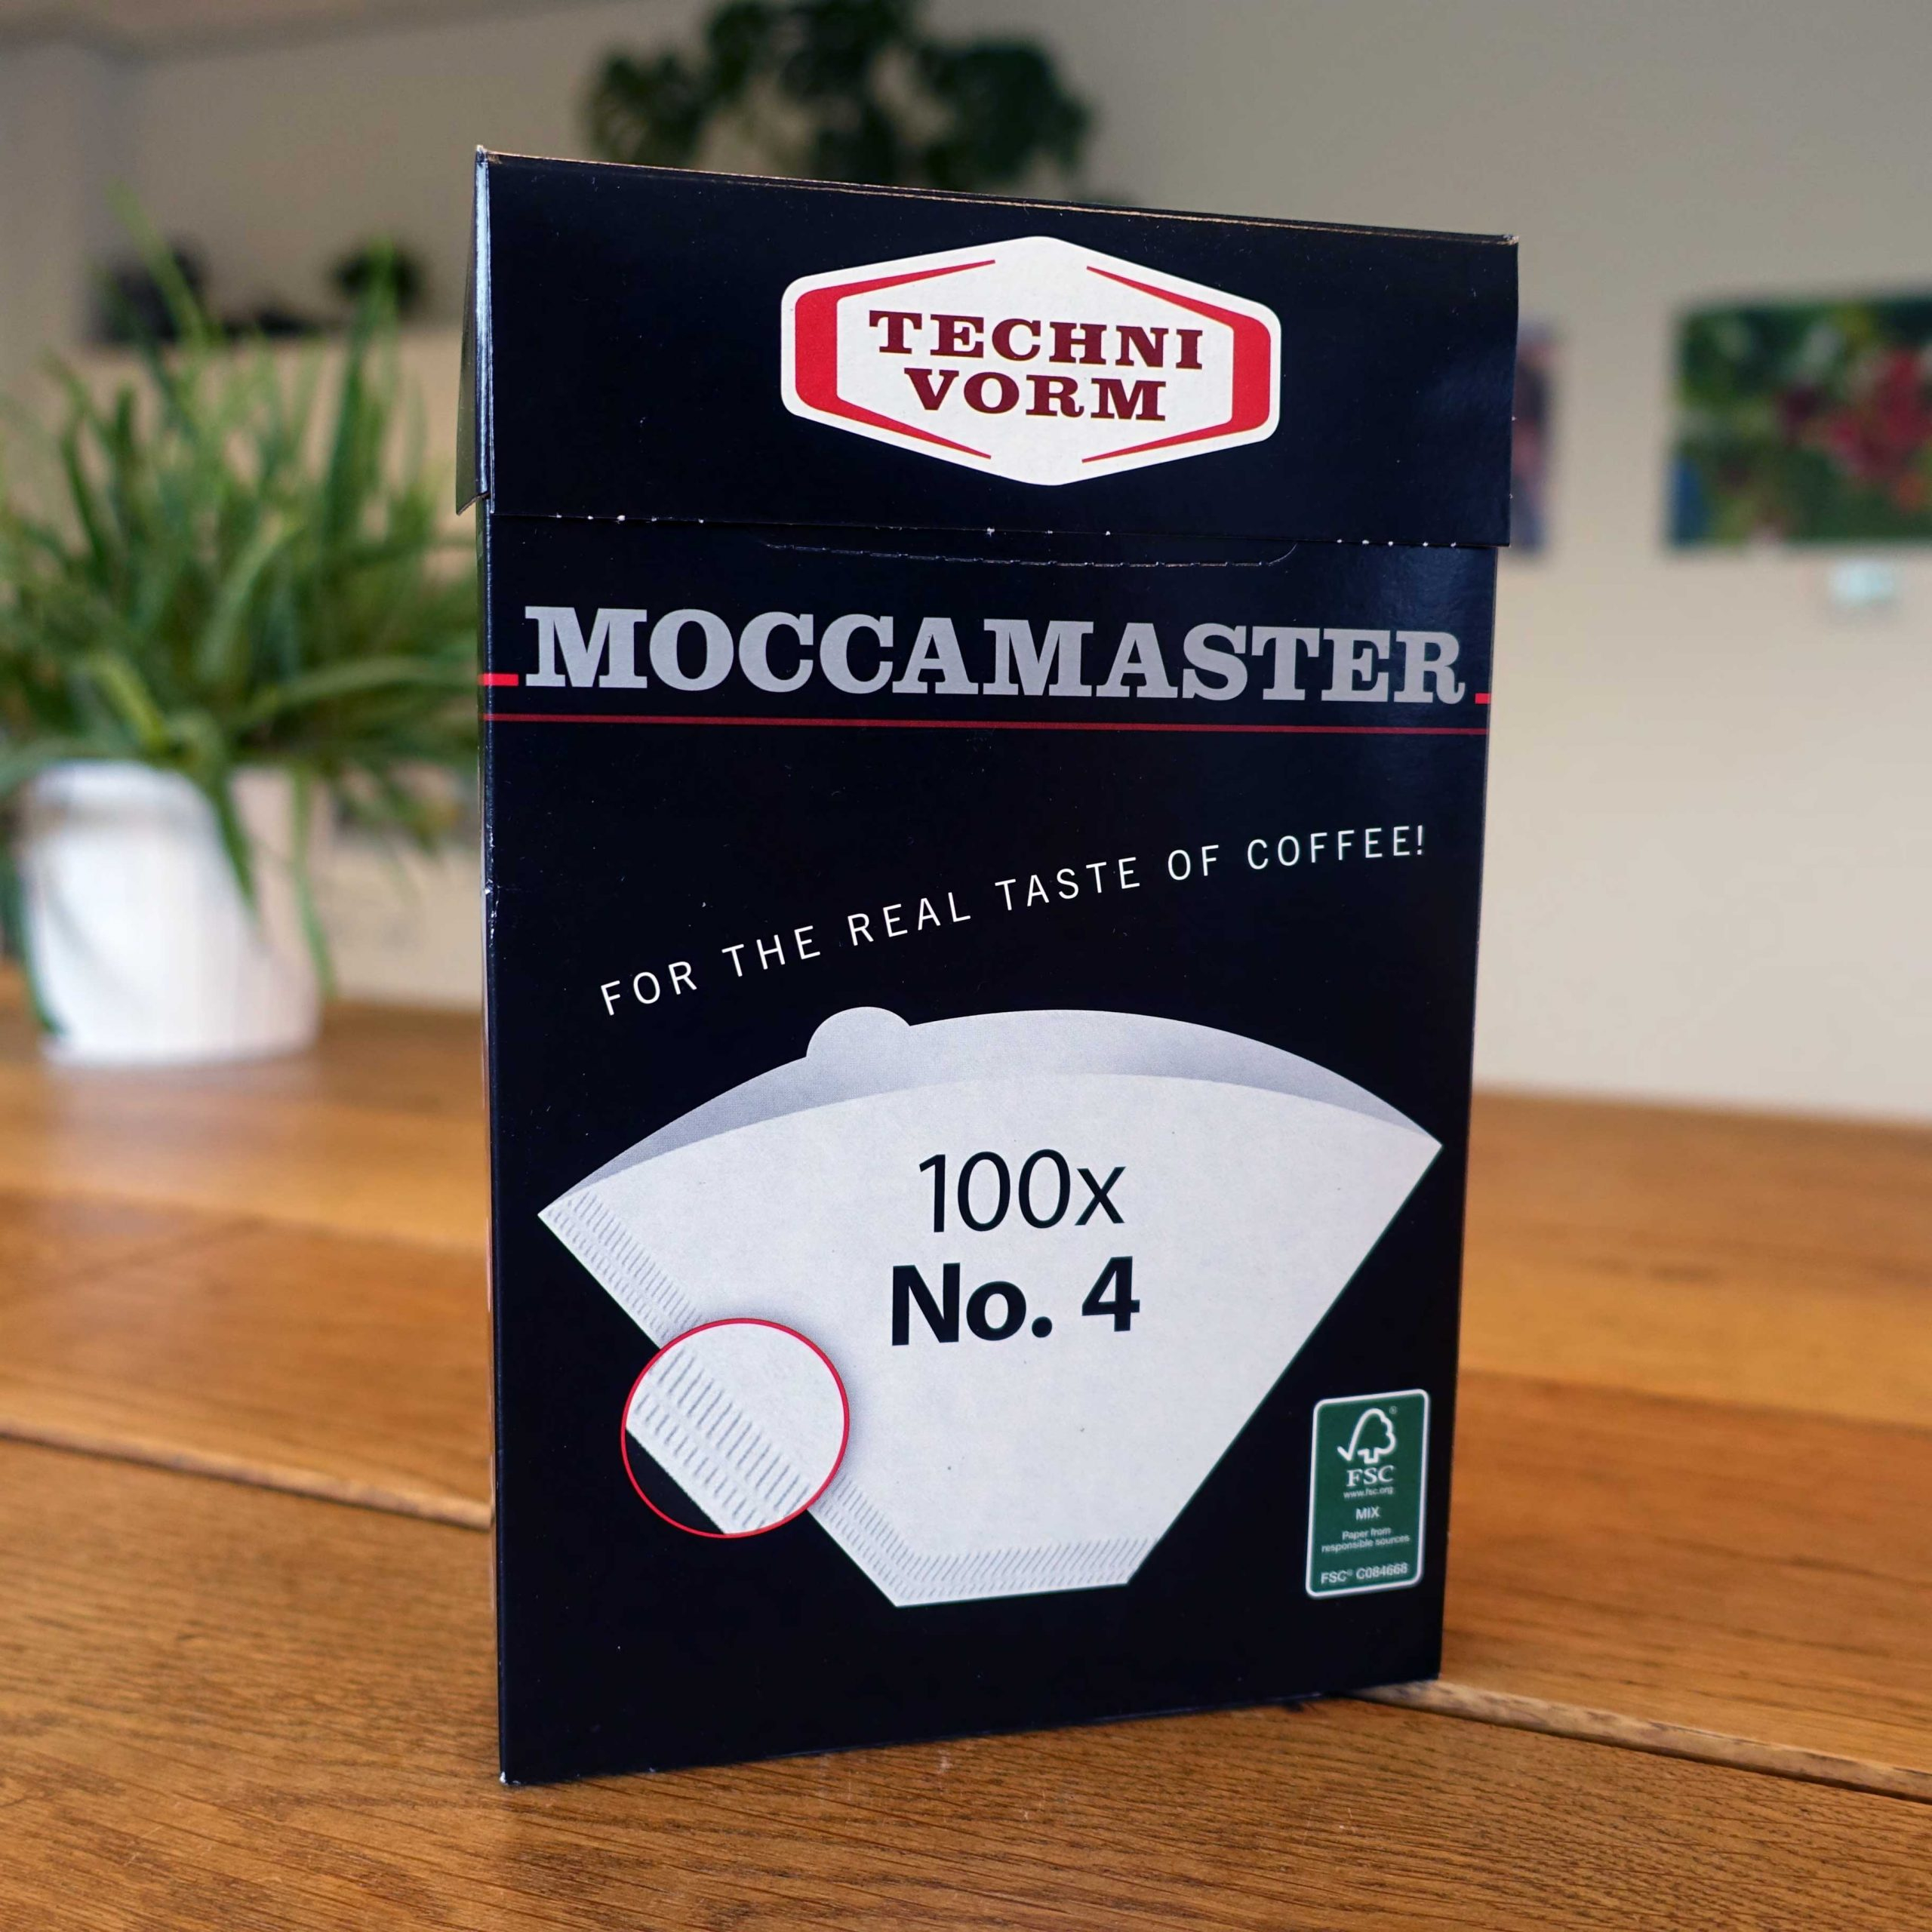 TECHNI
VORM
MOCCAMASTER
FOR THE REAL TASTE OF COFFEE!
100x
No. 4
®
FSC
www.fsc.org
MIX
Paper from
responsible sources
FSC® C084668